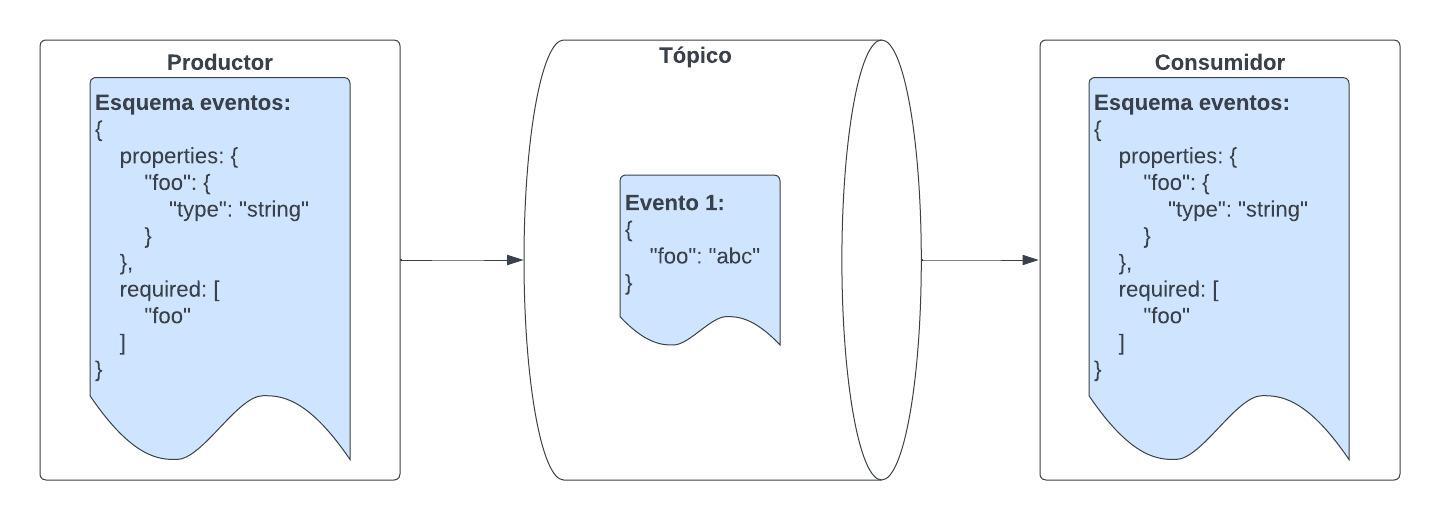 Productor
Esquema eventos:
{
properties: {
"foo": {
"type": "string"
}
},
required: [
"foo"
]
}
Tópico
Evento 1:
{
"foo": "abc"
}
Consumidor
Esquema eventos:
{
properties: {
"foo": {
"type": "string"
}
},
required: [
"foo"
]
}